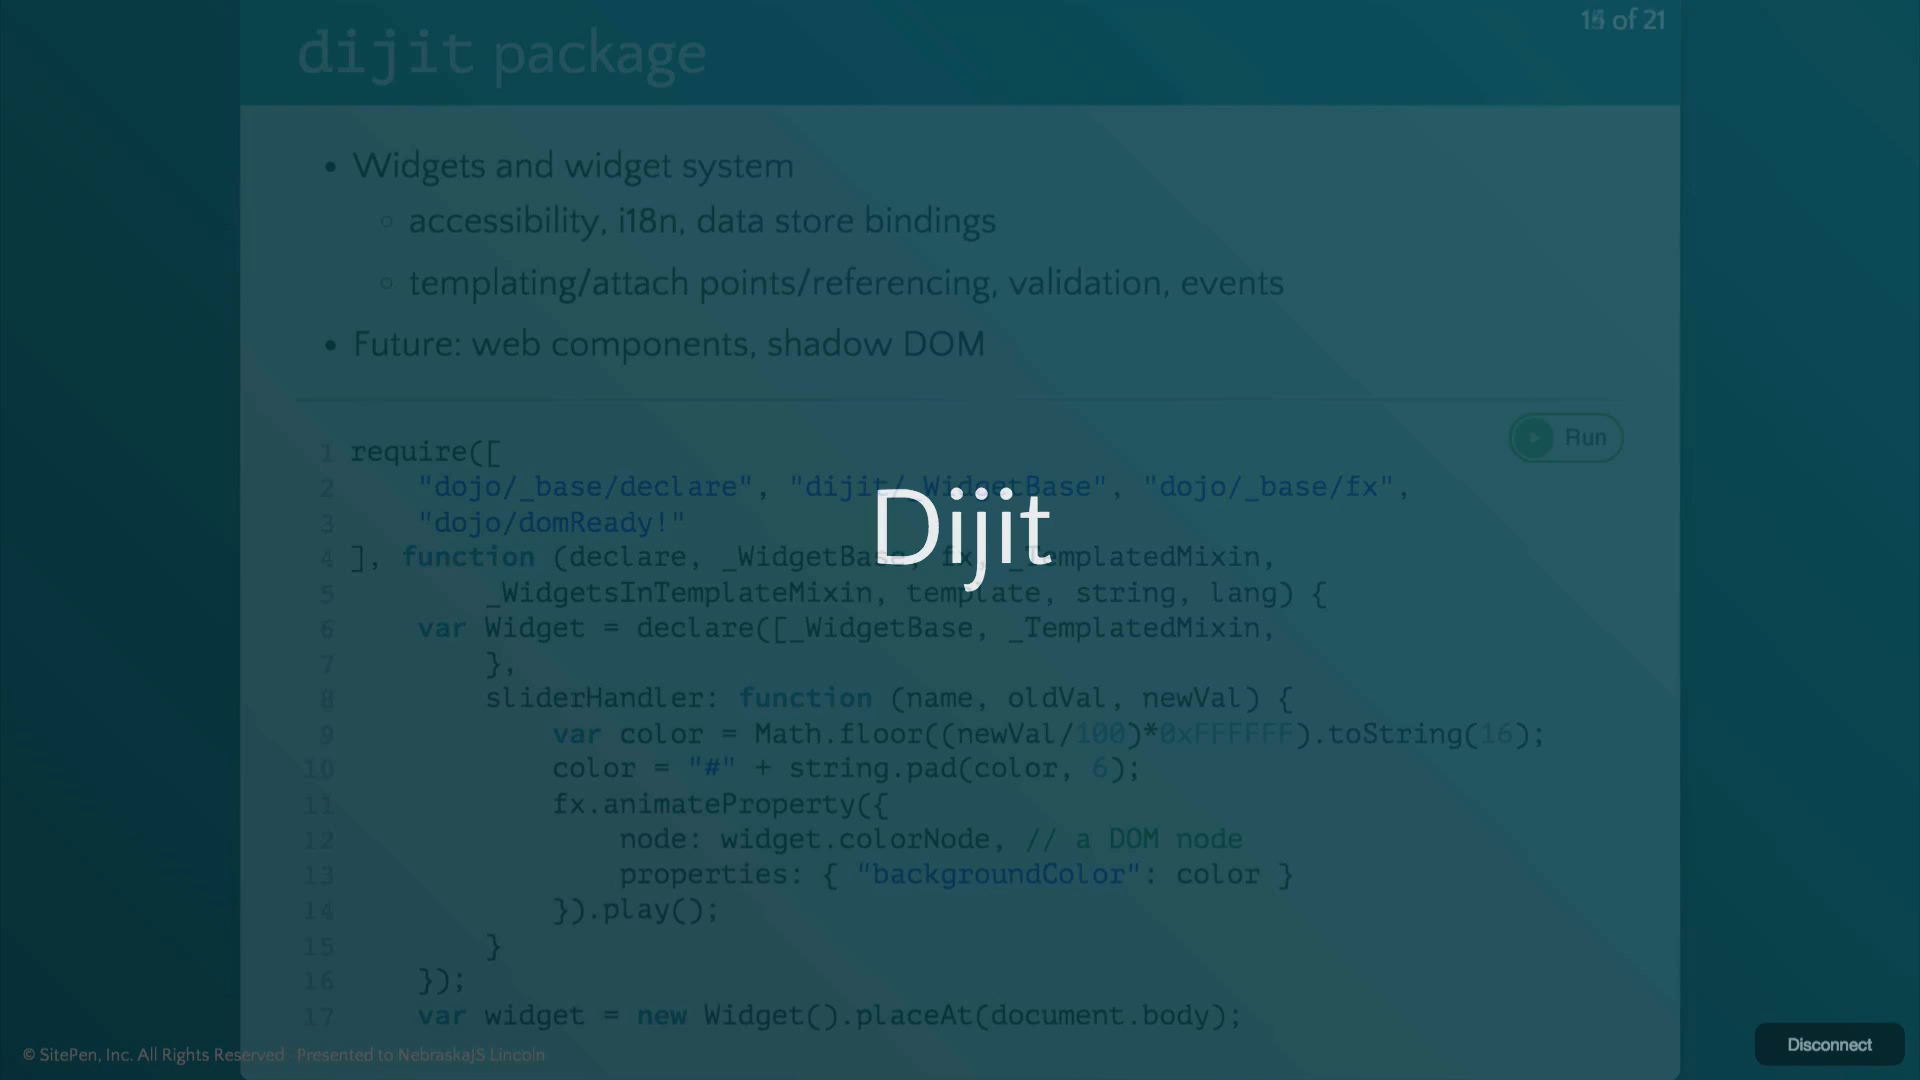 dijit package
of 21
• Widgets and widget system
○ accessibility, i18n, data store bindings
○ templating/attach points/referencing, validation, events
• Future: web components, shadow DOM
Run
1 require([
2 "dojo/_base/declare", "dijit/_WidgetBase", "dojo/_base/fx",
3 "dojo/domReady!"
Dijit
4 ], function (declare, _WidgetBase, fx, _TemplatedMixin,
5 _WidgetsInTemplateMixin, template, string, lang) {
6 var Widget = declare([_WidgetBase, _TemplatedMixin,
7 },
8 sliderHandler: function (name, oldVal, newVal) {
9 var color = Math.floor((newVal/100)*0xFFFFFF).toString(16);
10 color = "#" + string.pad(color, 6);
11 fx.animateProperty({
12 node: widget.colorNode, // a DOM node
13 properties: { "backgroundColor": color }
14 }).play();
15 }
16 });
17 var widget = new Widget().placeAt(document.body);
© SitePen, Inc. All Rights Reserved Presented to NebraskaJS Lincoln
Disconnect